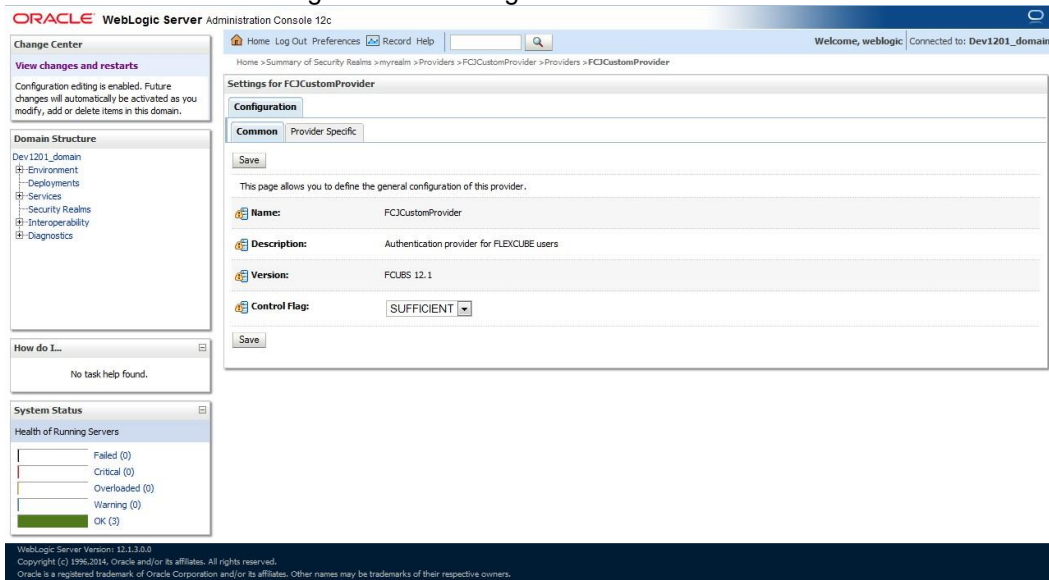 ORACLE WebLogic Server Administration Console 12c
Change Center
View changes and restarts
Configuration editing is enabled. Future
changes will automatically be activated as you
modify, add or delete items in this domain.
Domain Structure
Dev1201_domain
Environment
Deployments
Services
Security Realms
Interoperability
Diagnostics
How do I...
No task help found.
System Status
Health of Running Servers
Failed (0)
Critical (0)
Overloaded (0)
Warning (0)
OK (3)
Home Log Out Preferences Record Help
Welcome, weblogic Connected to: Dev1201_domain
Home >Summary of Security Realms >myrealm >Providers >FCJCustomProvider >Providers >FCJCustomProvider
Settings for FCJCustomProvider
Configuration
Common Provider Specific
Save
This page allows you to define the general configuration of this provider.
Name: FCJCustomProvider
Description: Authentication provider for FLEXCUBE users
Version: FCUBS 12.1
Control Flag: SUFFICIENT
Save
WebLogic Server Version: 12.1.3.0.0
Copyright (c) 1996,2014, Oracle and/or its affiliates. All rights reserved.
Oracle is a registered trademark of Oracle Corporation and/or its affiliates. Other names may be trademarks of their respective owners.